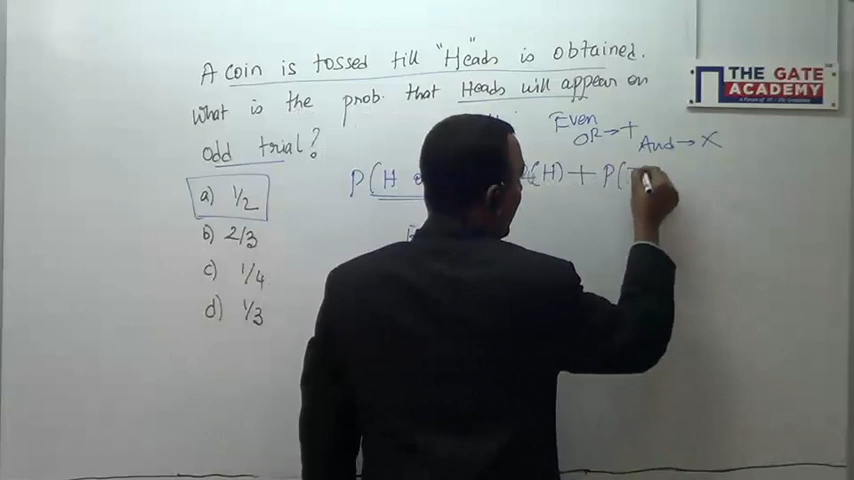 A coin is tossed till "Heads" is obtained.
What is the prob. that Heads will appear on
odd trial?
Even
OR → +
And → X
P(H
P(H) + P(T
a) 1/2
b) 2/3
c) 1/4
d) 1/3
THE GATE
ACADEMY